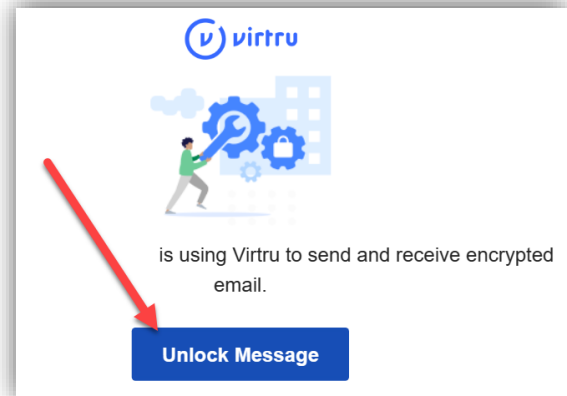 virtru
is using Virtru to send and receive encrypted
email.
Unlock Message